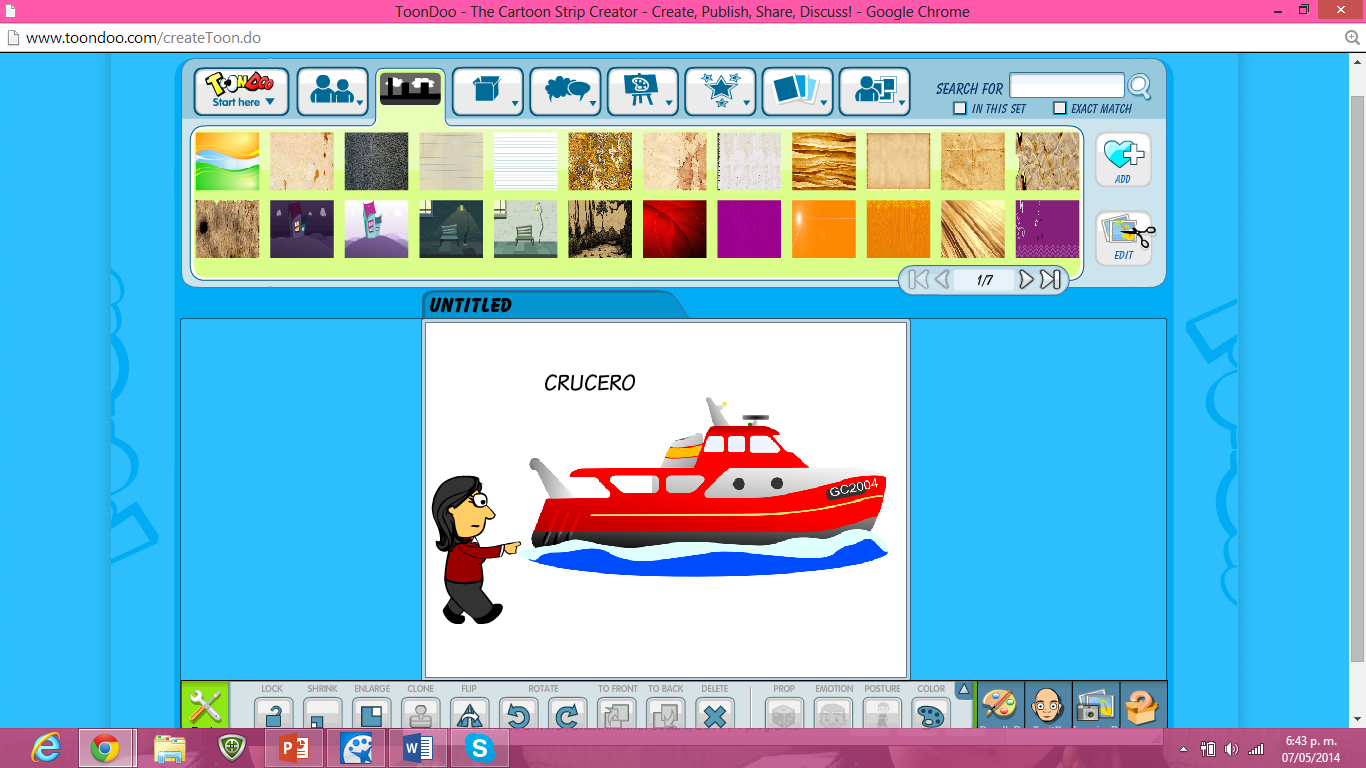 ToonDoo - The Cartoon Strip Creator - Create, Publish, Share, Discuss! - Google Chrome
www.toondoo.com/createToon.do
TOONDOO
Start here
SEARCH FOR
IN THIS SET
EXACT MATCH
ADD
EDIT
1/7
UNTITLED
CRUCERO
GC2004
LOCK SHRINK ENLARGE CLONE FLIP ROTATE TO FRONT TO BACK DELETE PROP EMOTION POSTURE COLOR
6:43 p. m.
07/05/2014